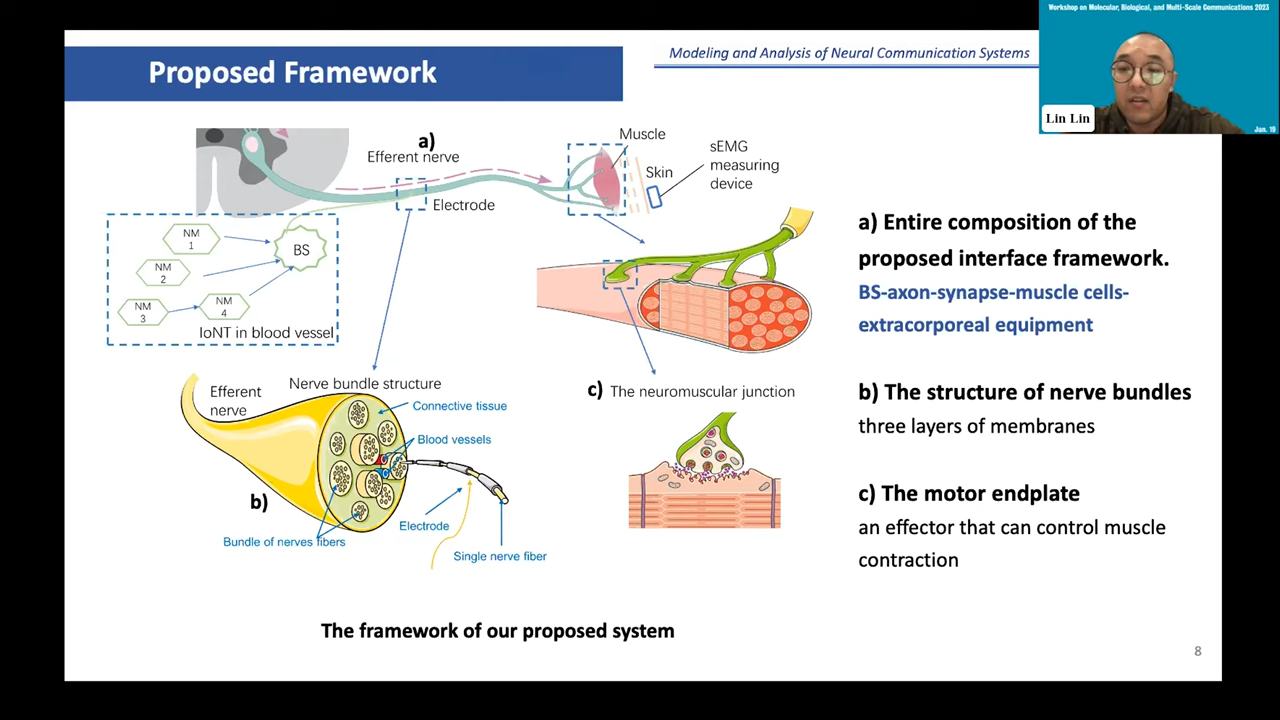 Workshop on Molecular, Biological, and Multi-Scale Communications 2023
Lin Lin
Jan. 19
Proposed Framework
Modeling and Analysis of Neural Communication Systems
a)
Efferent nerve
Electrode
Muscle
Skin
sEMG
measuring
device
NM
1
NM
2
NM
3
NM
4
BS
IoNT in blood vessel
Efferent
nerve
Nerve bundle structure
Connective tissue
Blood vessels
b)
Electrode
Bundle of nerves fibers
Single nerve fiber
c) The neuromuscular junction
a) Entire composition of the
proposed interface framework.
BS-axon-synapse-muscle cells-
extracorporeal equipment
b) The structure of nerve bundles
three layers of membranes
c) The motor endplate
an effector that can control muscle
contraction
The framework of our proposed system
8